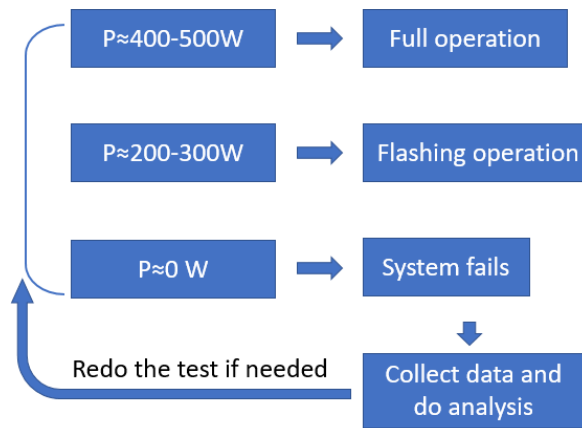 P≈400-500W
Full operation
P≈200-300W
Flashing operation
P≈0 W
System fails
Redo the test if needed
Collect data and
do analysis